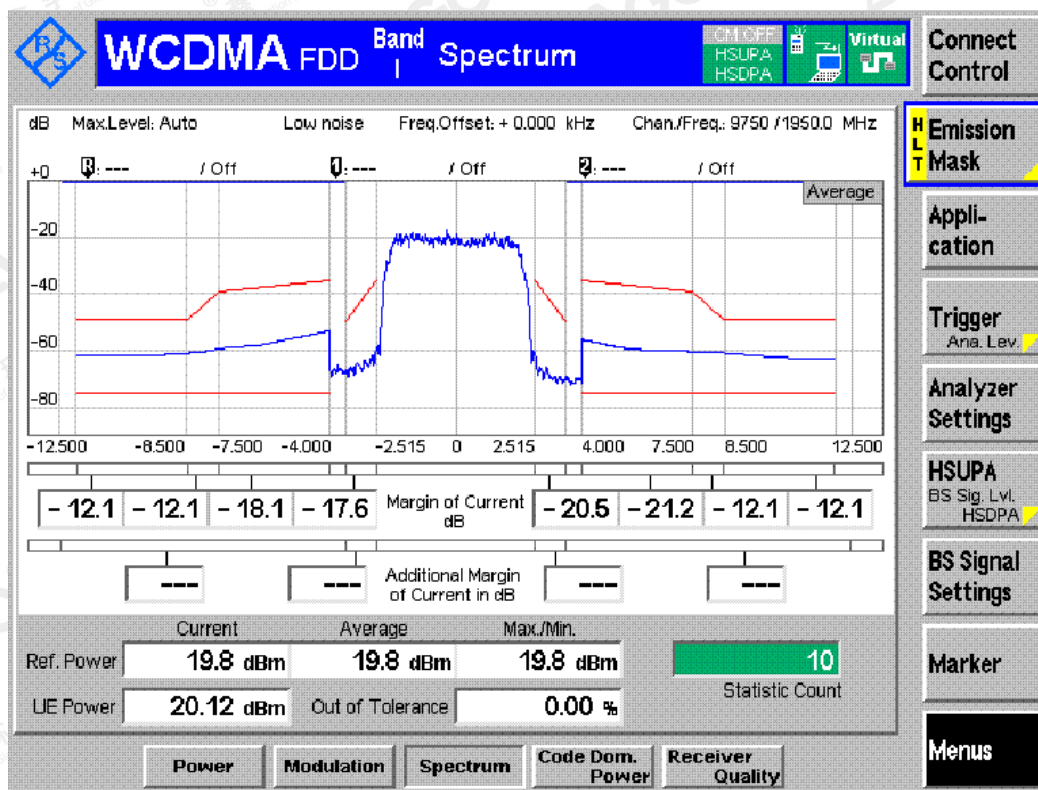 R&S
WCDMA FDD Band I Spectrum
HSUPA
HSDPA
Virtual
Connect Control
dB Max.Level: Auto Low noise Freq.Offset: + 0.000 kHz Chan./Freq.: 9750 / 1950.0 MHz
HLT
Emission Mask
R: --- / Off 1: --- / Off 2: --- / Off
+0
Average
-20
-40
-60
-80
-12.500 -8.500 -7.500 -4.000 -2.515 0 2.515 4.000 7.500 8.500 12.500
Application
Trigger
Ana. Lev.
Analyzer Settings
HSUPA
BS Sig. Lvl.
HSDPA
BS Signal Settings
Marker
Menus
- 12.1 - 12.1 - 18.1 - 17.6 Margin of Current dB - 20.5 - 21.2 - 12.1 - 12.1
--- --- Additional Margin of Current in dB --- ---
Current Average Max./Min.
Ref. Power 19.8 dBm 19.8 dBm 19.8 dBm 10
Statistic Count
UE Power 20.12 dBm Out of Tolerance 0.00 %
Power Modulation Spectrum Code Dom. Power Receiver Quality